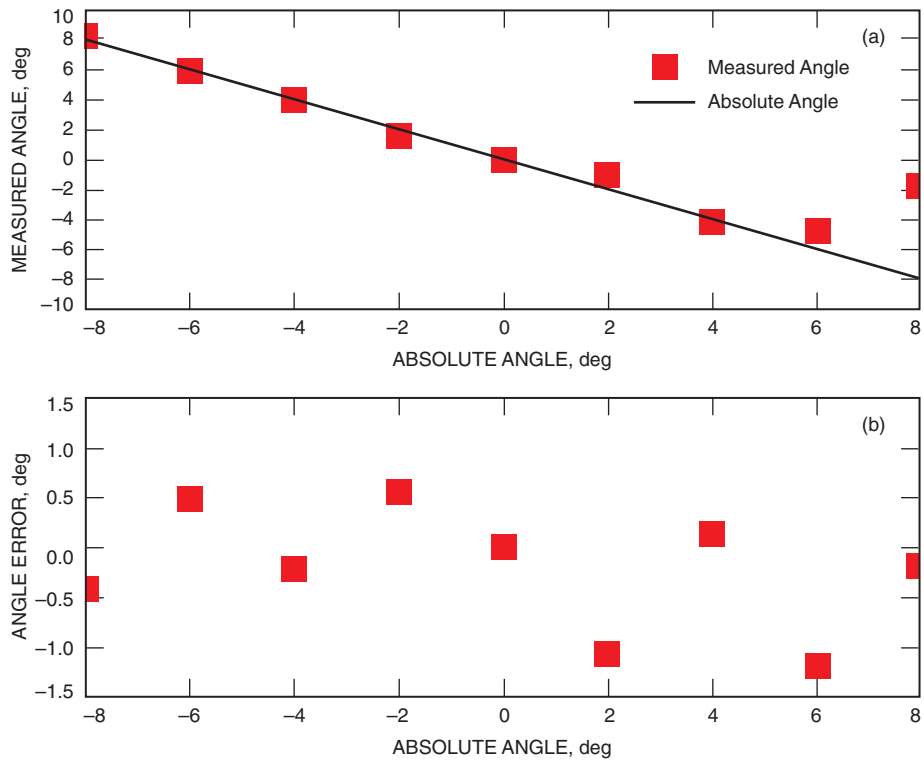 (a)
MEASURED ANGLE, deg
10
8
6
4
2
0
–2
–4
–6
–8
–10
Measured Angle
Absolute Angle
–8 –6 –4 –2 0 2 4 6 8
ABSOLUTE ANGLE, deg
(b)
ANGLE ERROR, deg
1.5
1.0
0.5
0.0
–0.5
–1.0
–1.5
–8 –6 –4 –2 0 2 4 6 8
ABSOLUTE ANGLE, deg